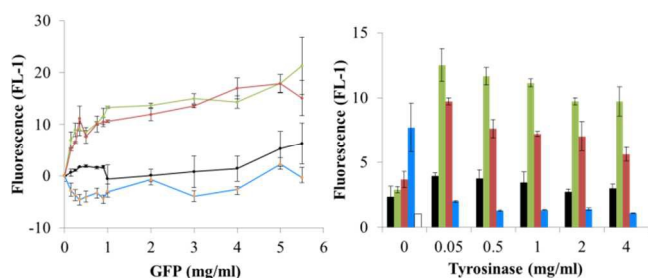 Fluorescence (FL-1)
30
20
10
0
-10
0 1 2 3 4 5 6
GFP (mg/ml)
Fluorescence (FL-1)
15
10
5
0
0 0.05 0.5 1 2 4
Tyrosinase (mg/ml)